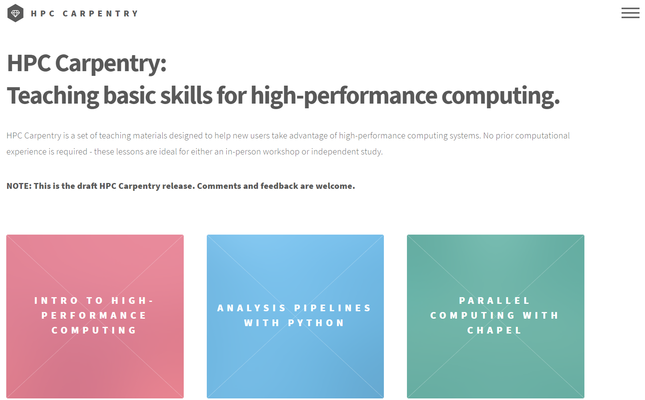 HPC CARPENTRY
HPC Carpentry:
Teaching basic skills for high-performance computing.
HPC Carpentry is a set of teaching materials designed to help new users take advantage of high-performance computing systems. No prior computational
experience is required - these lessons are ideal for either an in-person workshop or independent study.
NOTE: This is the draft HPC Carpentry release. Comments and feedback are welcome.
INTRO TO HIGH-
PERFORMANCE
COMPUTING
ANALYSIS PIPELINES
WITH PYTHON
PARALLEL
COMPUTING WITH
CHAPEL